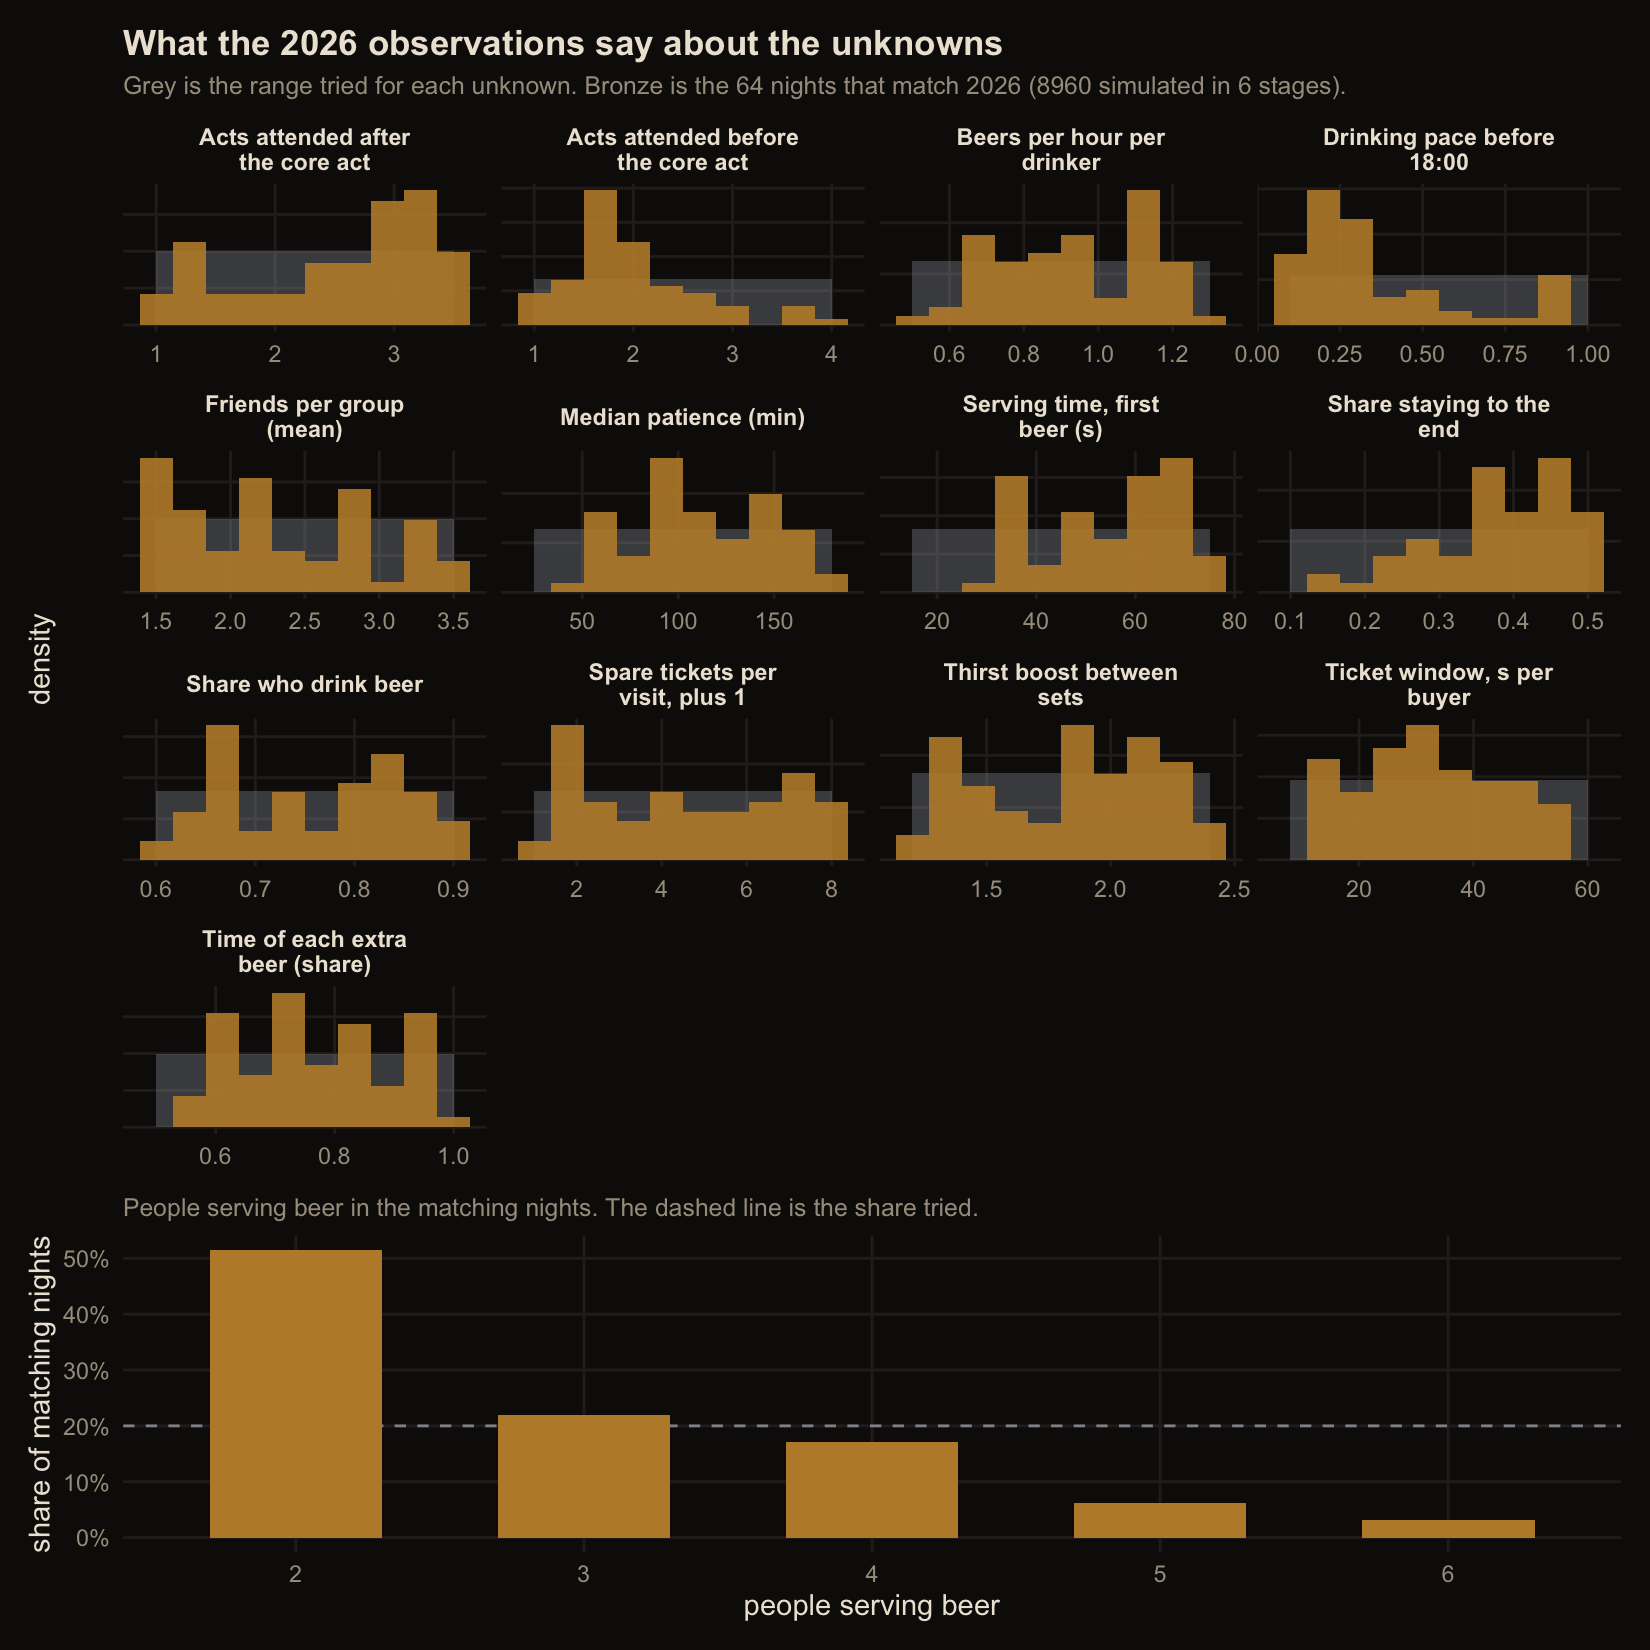 What the 2026 observations say about the unknowns
Grey is the range tried for each unknown. Bronze is the 64 nights that match 2026 (8960 simulated in 6 stages).
Acts attended after
the core act
1 2 3
Acts attended before
the core act
1 2 3 4
Beers per hour per
drinker
0.6 0.8 1.0 1.2
Drinking pace before
18:00
0.00 0.25 0.50 0.75 1.00
Friends per group
(mean)
1.5 2.0 2.5 3.0 3.5
Median patience (min)
50 100 150
Serving time, first
beer (s)
20 40 60 80
Share staying to the
end
0.1 0.2 0.3 0.4 0.5
density
Share who drink beer
0.6 0.7 0.8 0.9
Spare tickets per
visit, plus 1
2 4 6 8
Thirst boost between
sets
1.5 2.0 2.5
Ticket window, s per
buyer
20 40 60
Time of each extra
beer (share)
0.6 0.8 1.0
People serving beer in the matching nights. The dashed line is the share tried.
share of matching nights
50%
40%
30%
20%
10%
0%
2 3 4 5 6
people serving beer